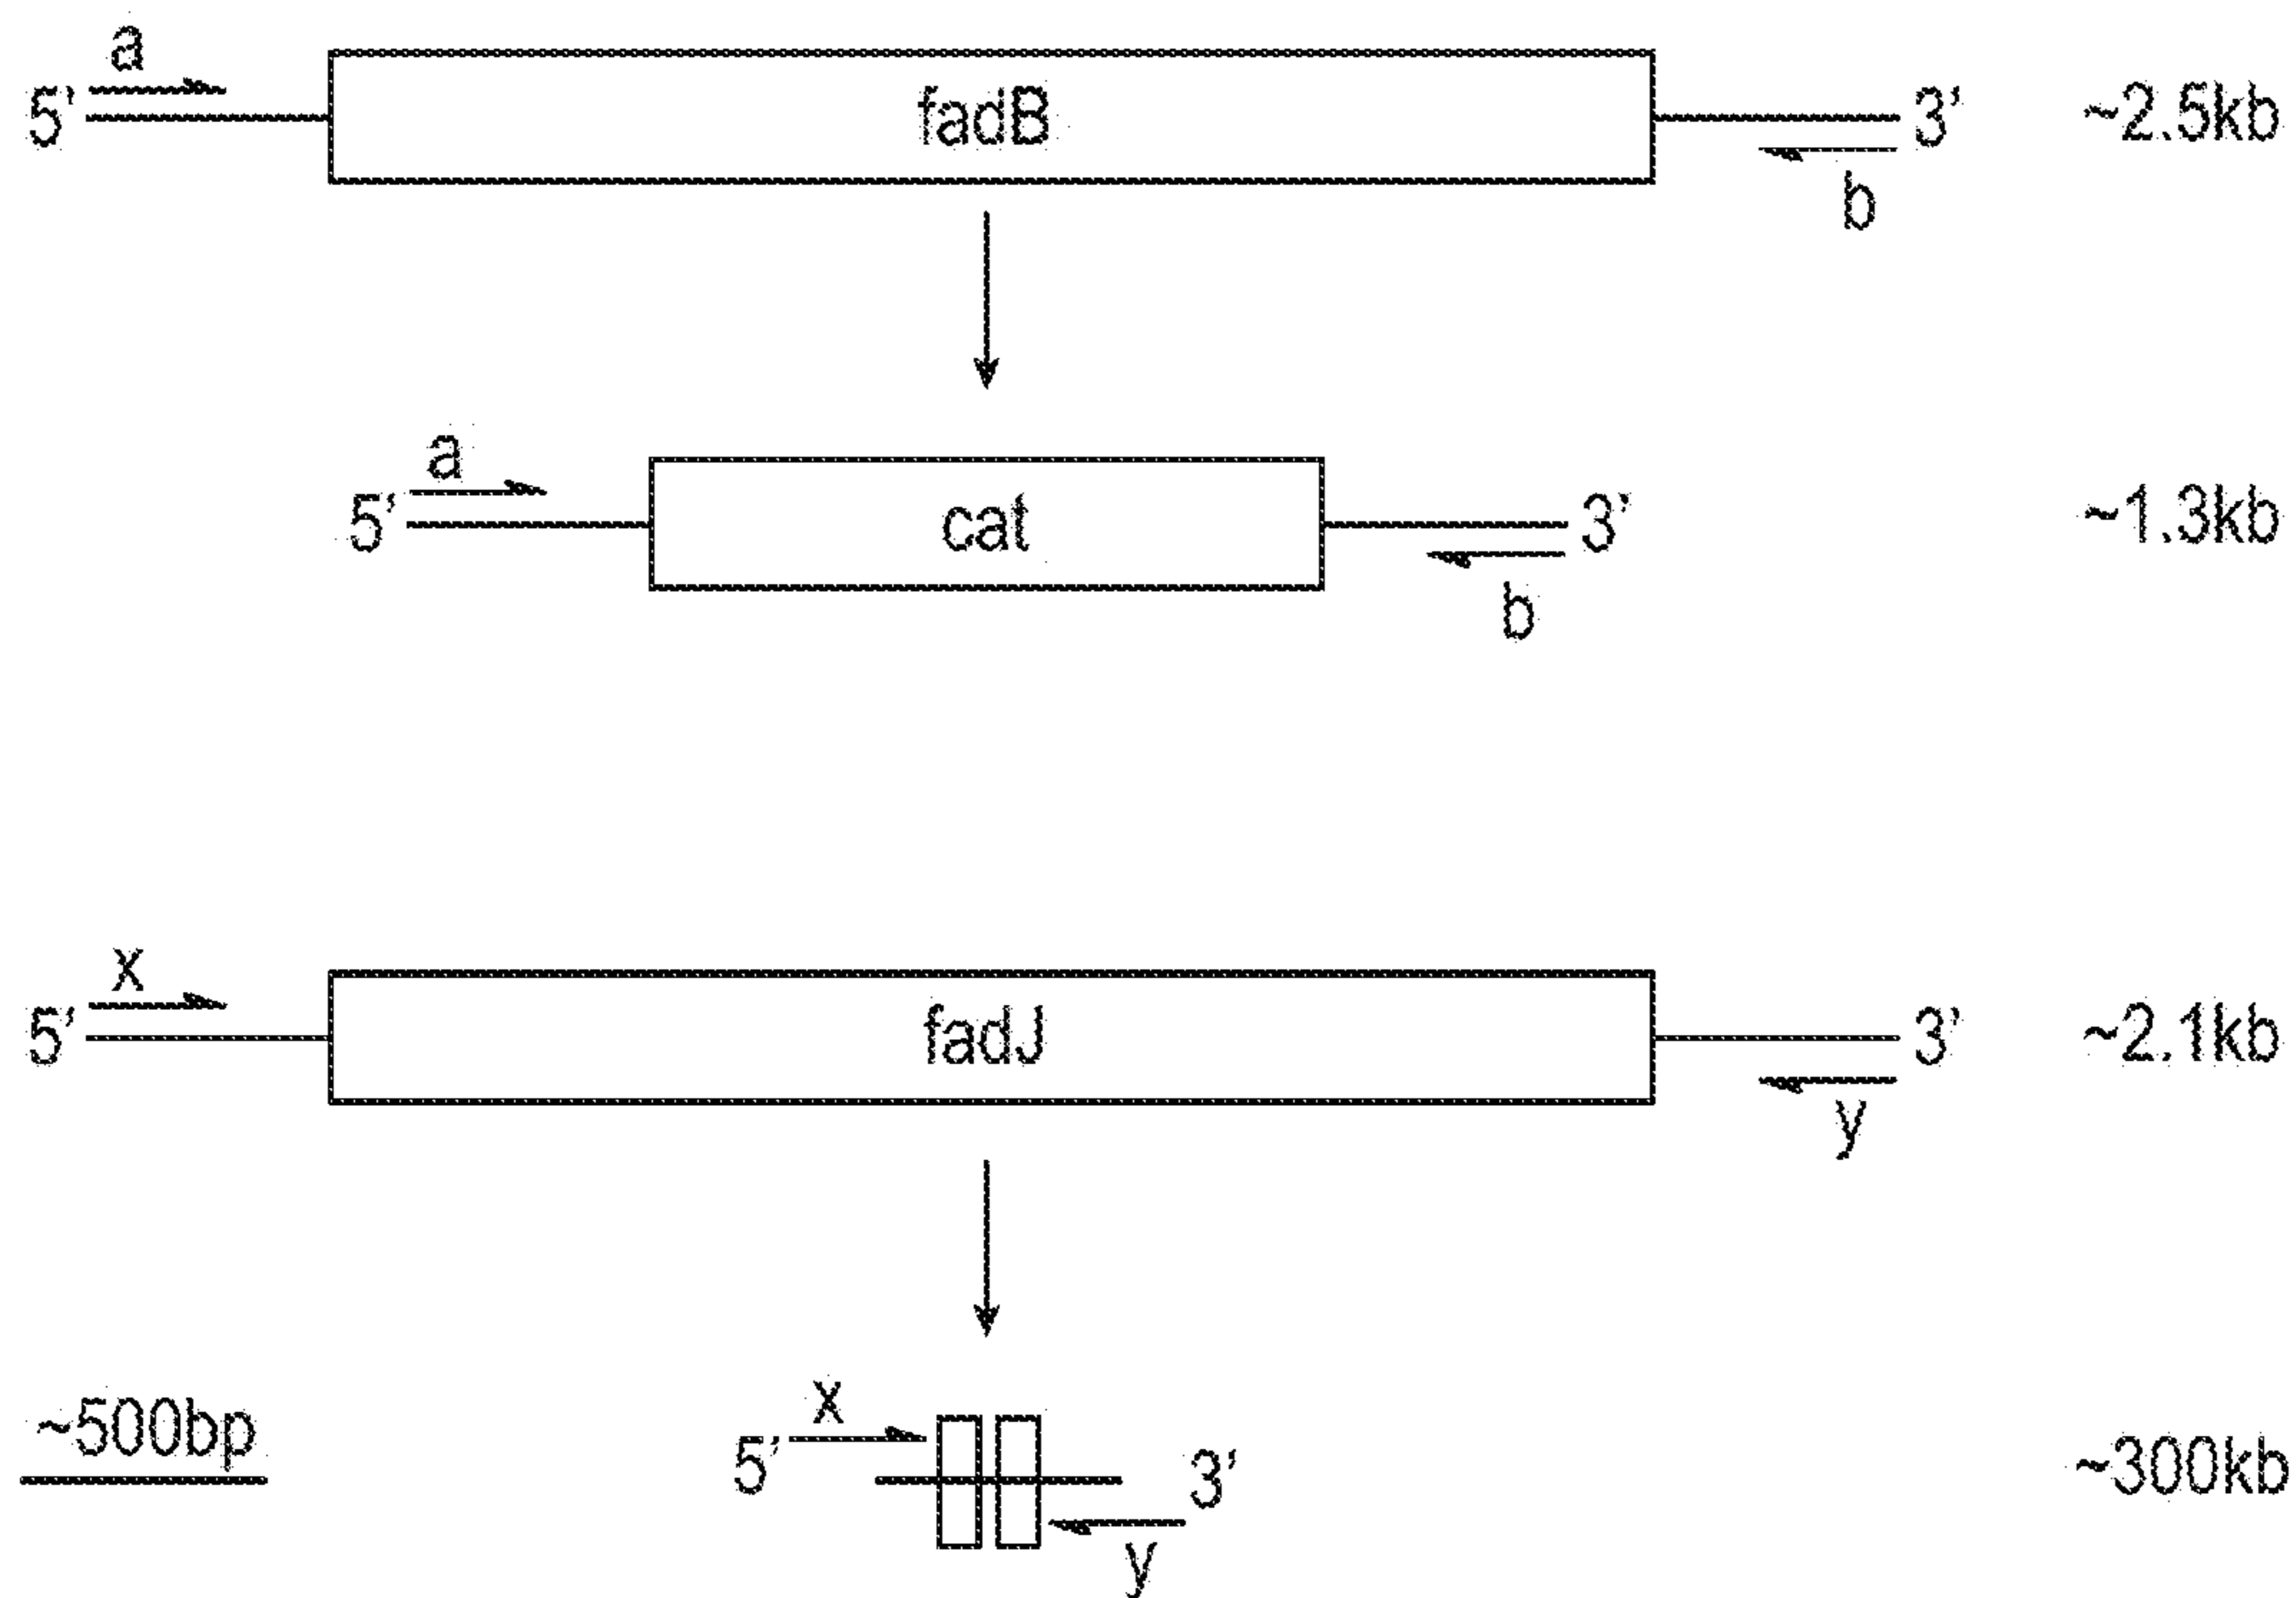 a
5' fadB 3' ~2.5kb
b
a
5' cat 3' ~1.3kb
b
x
5' fadJ 3' ~2.1kb
y
~500bp x
5' 3' ~300kb
y